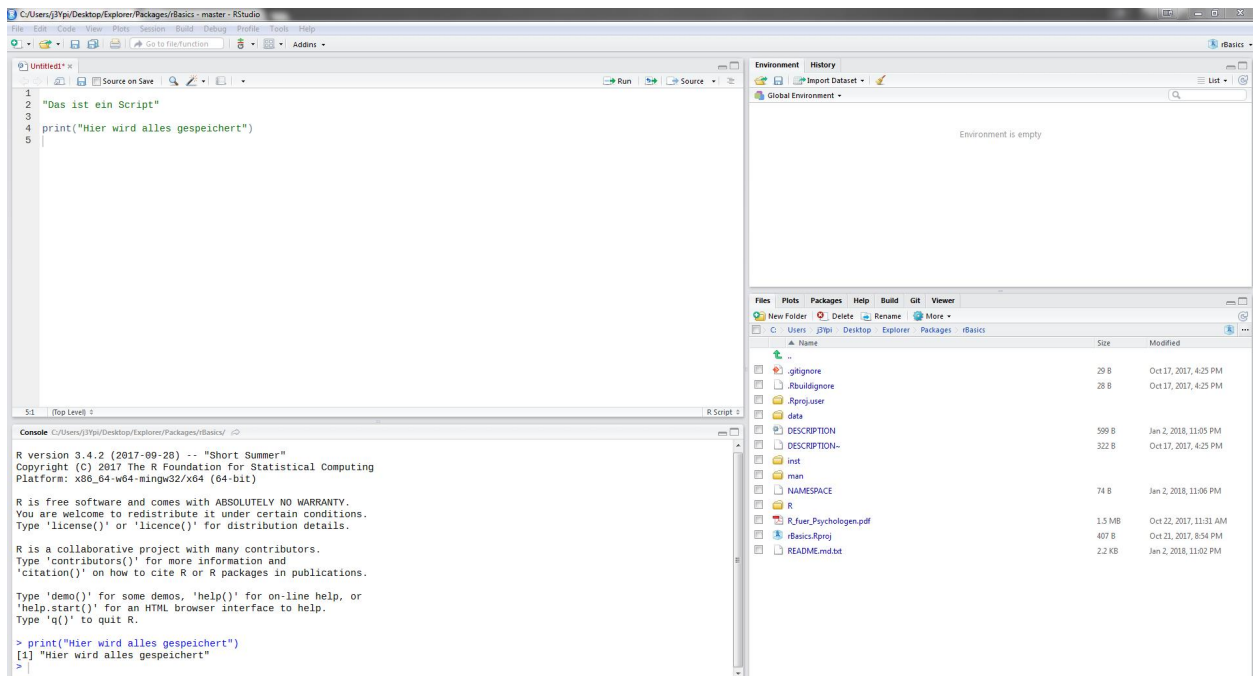 C:/Users/j3Ypi/Desktop/Explorer/Packages/rBasics - master - RStudio
File Edit Code View Plots Session Build Debug Profile Tools Help
Go to file/function Addins
rBasics
Untitled1*
Source on Save Run Source
1
2 "Das ist ein Script"
3
4 print("Hier wird alles gespeichert")
5
5:1 (Top Level) R Script
Console C:/Users/j3Ypi/Desktop/Explorer/Packages/rBasics/
R version 3.4.2 (2017-09-28) -- "Short Summer"
Copyright (C) 2017 The R Foundation for Statistical Computing
Platform: x86_64-w64-mingw32/x64 (64-bit)
R is free software and comes with ABSOLUTELY NO WARRANTY.
You are welcome to redistribute it under certain conditions.
Type 'license()' or 'licence()' for distribution details.
R is a collaborative project with many contributors.
Type 'contributors()' for more information and
'citation()' on how to cite R or R packages in publications.
Type 'demo()' for some demos, 'help()' for on-line help, or
'help.start()' for an HTML browser interface to help.
Type 'q()' to quit R.
> print("Hier wird alles gespeichert")
[1] "Hier wird alles gespeichert"
>
Environment History
Import Dataset List
Global Environment
Environment is empty
Files Plots Packages Help Build Git Viewer
New Folder Delete Rename More
C: Users j3Ypi Desktop Explorer Packages rBasics
Name Size Modified
..
.gitignore 29 B Oct 17, 2017, 4:25 PM
.Rbuildignore 28 B Oct 17, 2017, 4:25 PM
.Rproj.user
data
DESCRIPTION 599 B Jan 2, 2018, 11:05 PM
DESCRIPTION~ 322 B Oct 17, 2017, 4:25 PM
inst
man
NAMESPACE 74 B Jan 2, 2018, 11:06 PM
R
R_fuer_Psychologen.pdf 1.5 MB Oct 22, 2017, 11:31 AM
rBasics.Rproj 407 B Oct 21, 2017, 8:54 PM
README.md.txt 2.2 KB Jan 2, 2018, 11:02 PM